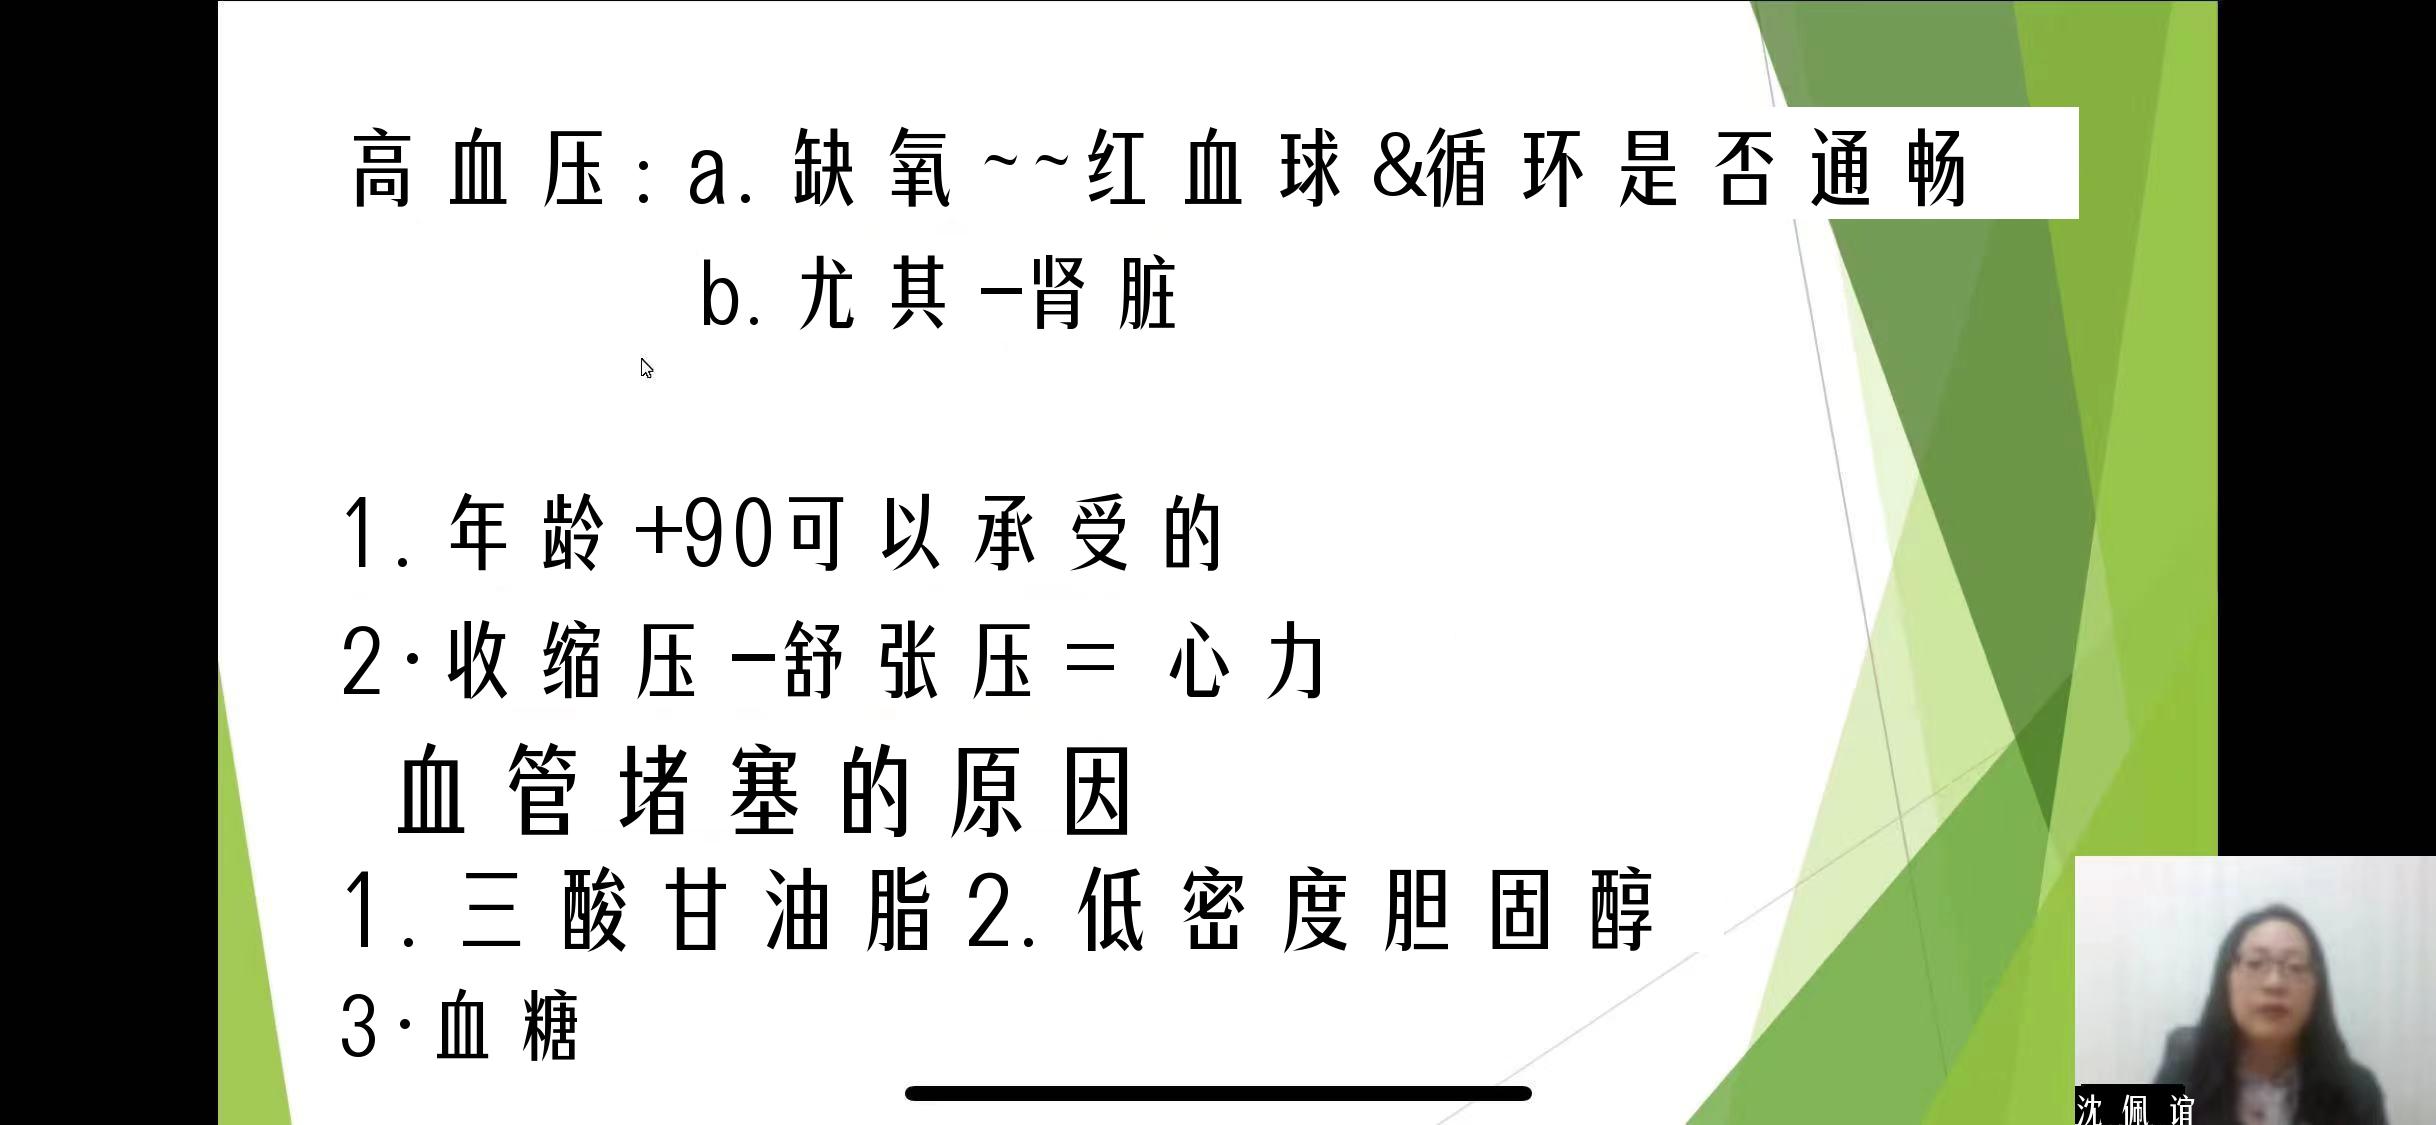 高血压:a.缺氧~~红血球&循环是否通畅
b.尤其-肾脏
1.年龄+90可以承受的
2·收缩压-舒张压= 心力
血管堵塞的原因
1.三酸甘油脂2.低密度胆固醇
3·血糖
沈佩谊